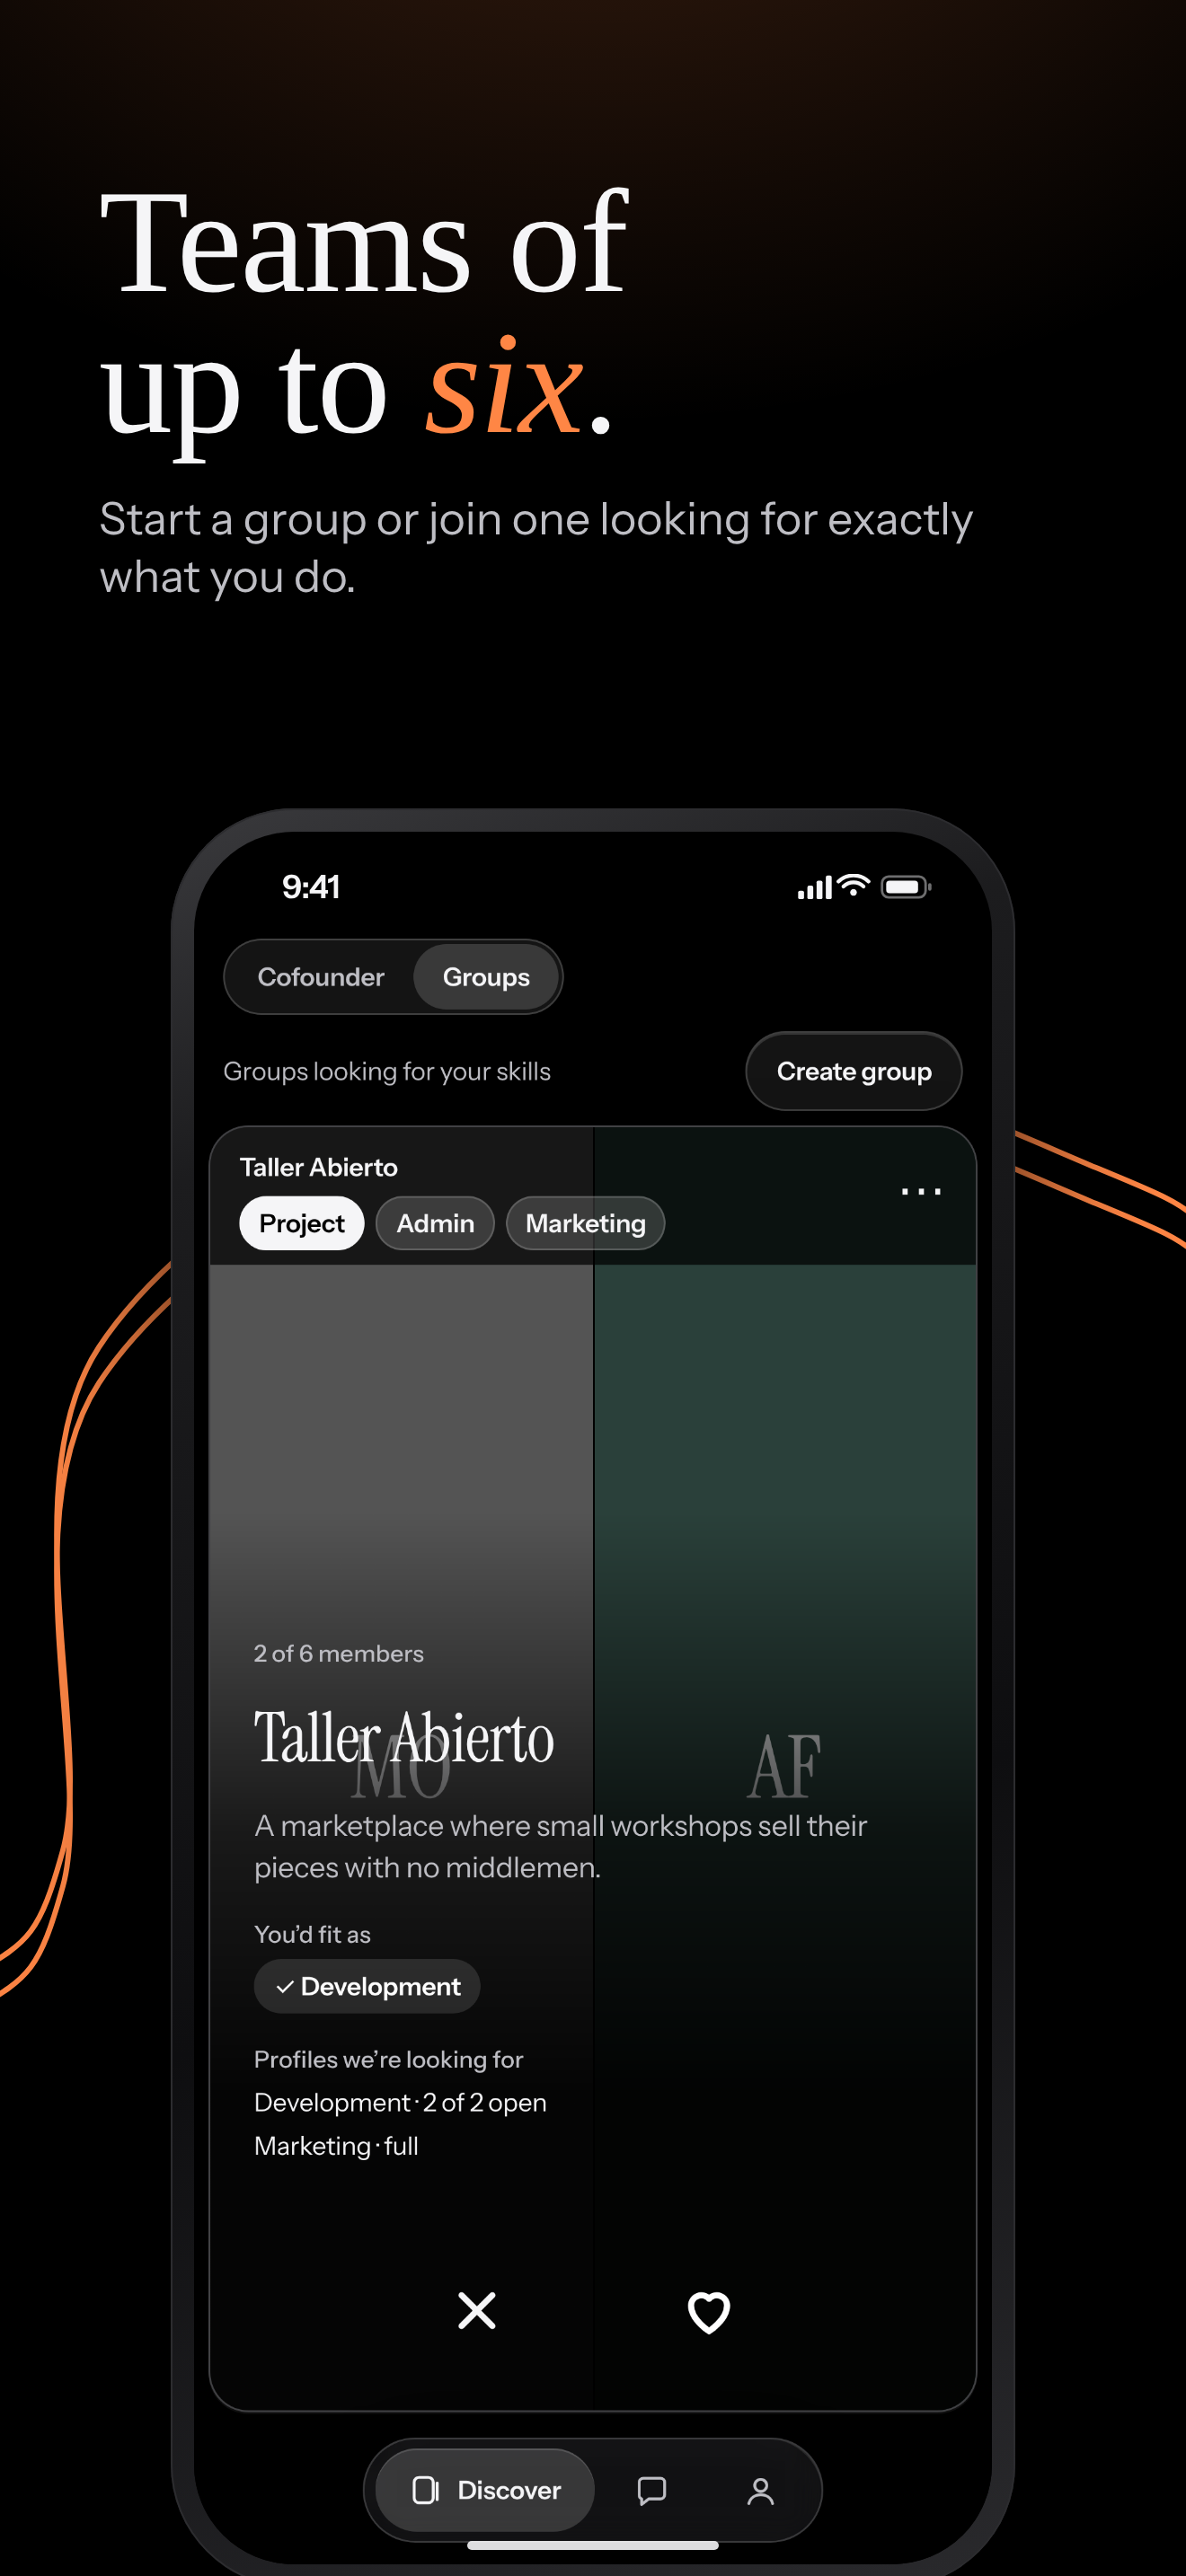 Teams of
up to six.
Start a group or join one looking for exactly
what you do.
9:41
Cofounder Groups
Groups looking for your skills
Create group
Taller Abierto
Project Admin Marketing
2 of 6 members
Taller Abierto
MO
AF
A marketplace where small workshops sell their
pieces with no middlemen.
You’d fit as
Development
Profiles we’re looking for
Development · 2 of 2 open
Marketing · full
Discover